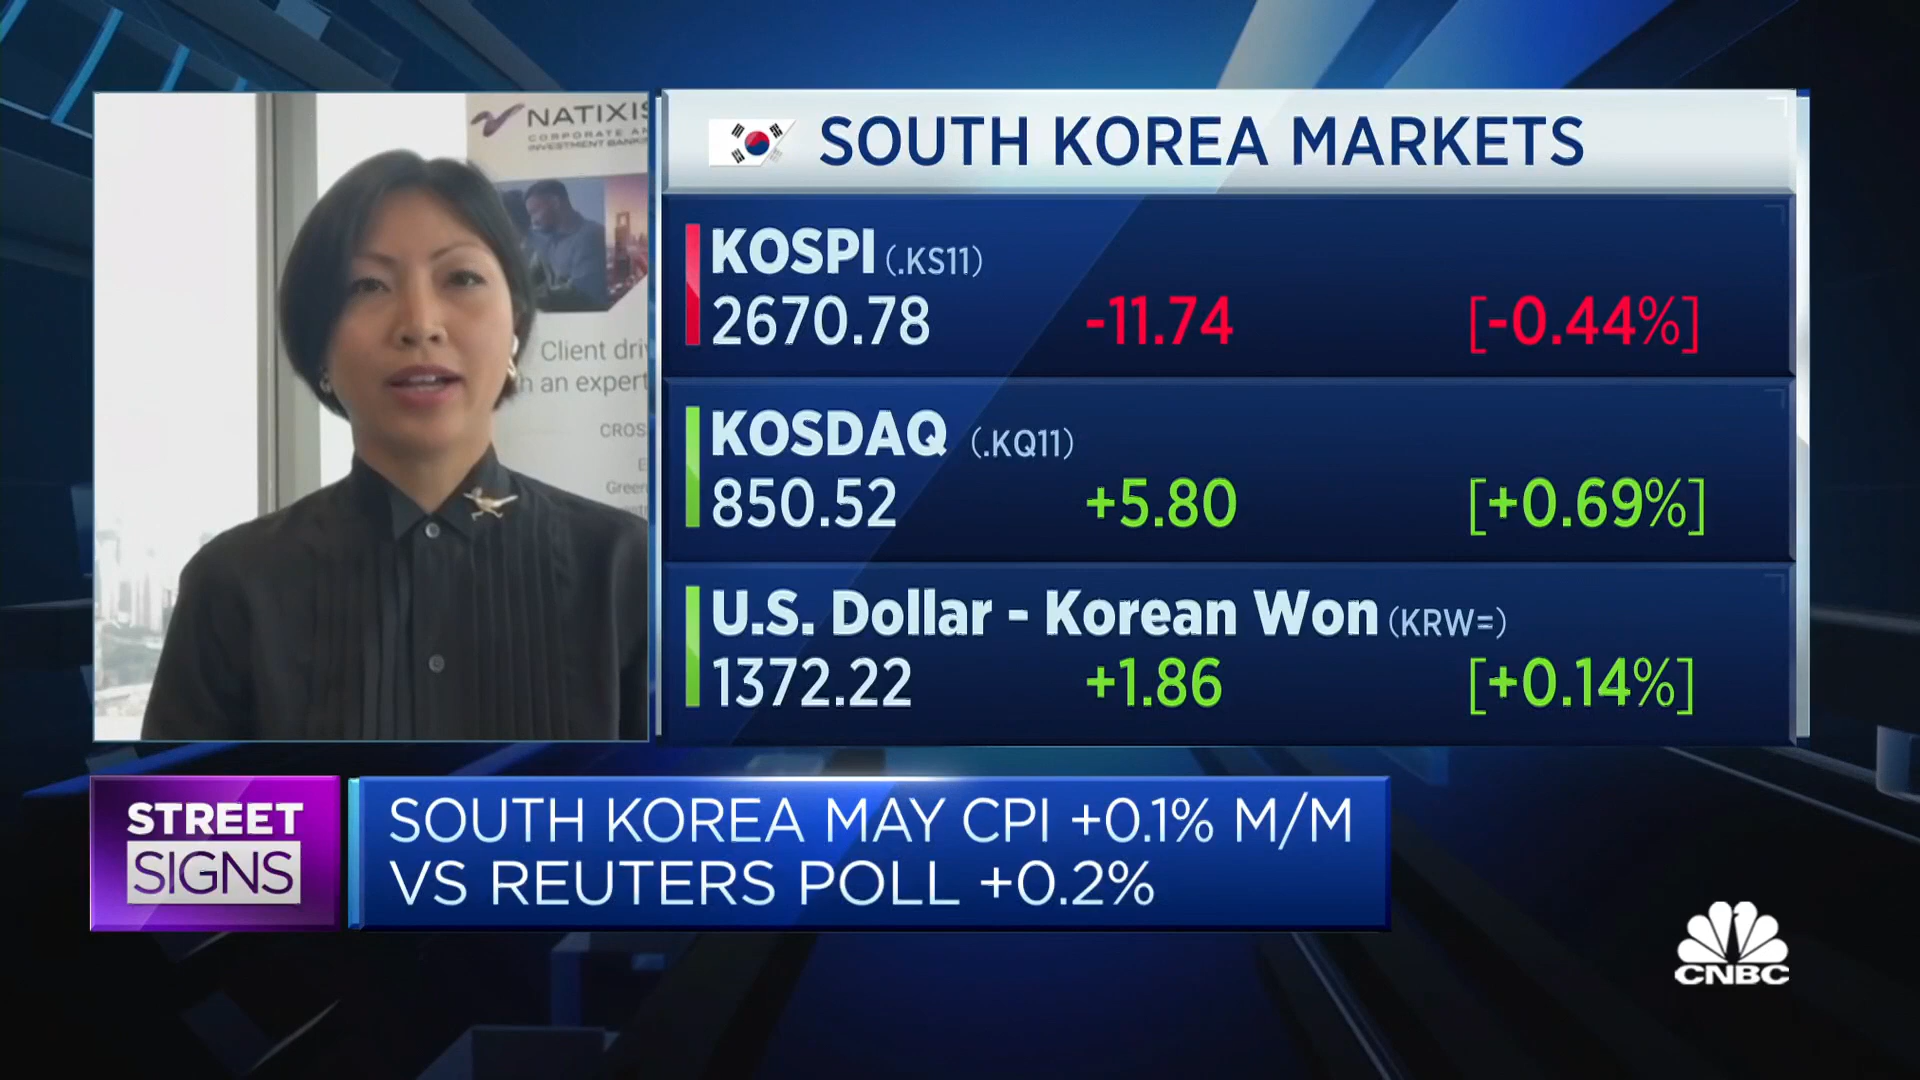 NATIXIS
CORPORATE
INVESTMENT
Client
an
SOUTH KOREA MARKETS
KOSPI (.KS11)
2670.78 -11.74 [-0.44%]
KOSDAQ (.KQ11)
850.52 +5.80 [+0.69%]
U.S. Dollar - Korean Won (KRW=)
1372.22 +1.86 [+0.14%]
STREET
SIGNS
SOUTH KOREA MAY CPI +0.1% M/M
VS REUTERS POLL +0.2%
CNBC